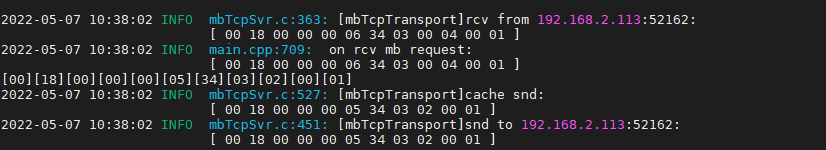 2022-05-07 10:38:02 INFO  mbTcpSvr.c:363: [mbTcpTransport]rcv from 192.168.2.113:52162:
[ 00 18 00 00 00 06 34 03 00 04 00 01 ]
2022-05-07 10:38:02 INFO  main.cpp:709:  on rcv mb request:
[ 00 18 00 00 00 06 34 03 00 04 00 01 ]
[00][18][00][00][00][05][34][03][02][00][01]
2022-05-07 10:38:02 INFO  mbTcpSvr.c:527: [mbTcpTransport]cache snd:
[ 00 18 00 00 00 05 34 03 02 00 01 ]
2022-05-07 10:38:02 INFO  mbTcpSvr.c:451: [mbTcpTransport]snd to 192.168.2.113:52162:
[ 00 18 00 00 00 05 34 03 02 00 01 ]